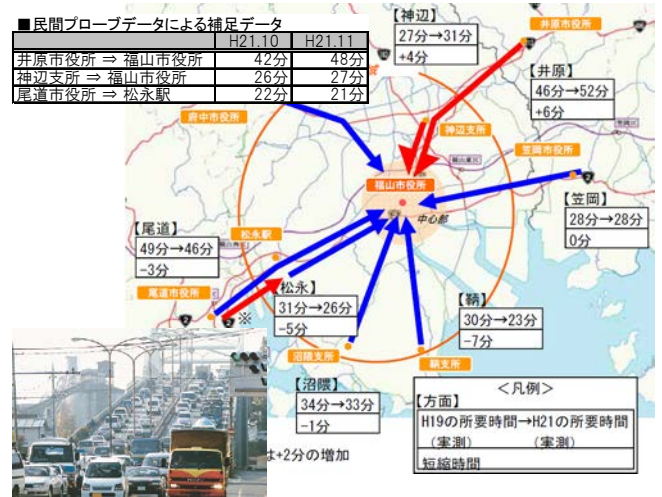 ■民間プローブデータによる補足データ
H21.10 H21.11
井原市役所 ⇒ 福山市役所 42分 48分
神辺支所 ⇒ 福山市役所 26分 27分
尾道市役所 ⇒ 松永駅 22分 21分
【神辺】
27分→31分
+4分
井原市役所
【井原】
46分→52分
+6分
府中市役所
神辺支所
笠岡市役所
福山市役所
中心部
【笠岡】
28分→28分
0分
【尾道】
49分→46分
-3分
松永駅
尾道市役所
※
【松永】
31分→26分
-5分
【鞆】
30分→23分
-7分
沼隈支所
鞆支所
【沼隈】
34分→33分
-1分
<凡例>
【方面】
H19の所要時間→H21の所要時間
(実測) (実測)
短縮時間
は+2分の増加